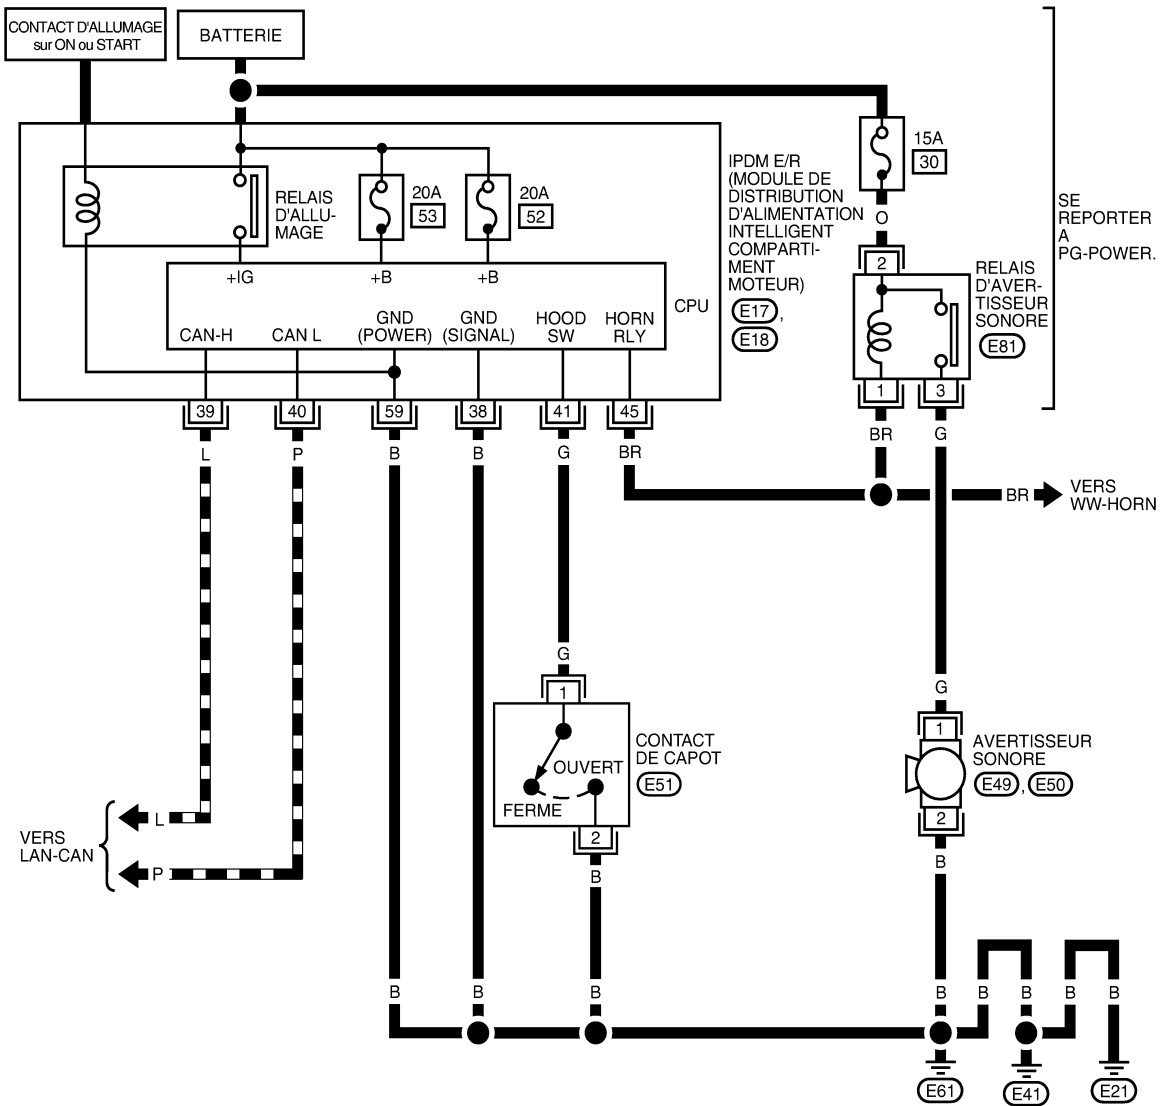 CONTACT D'ALLUMAGE
sur ON ou START
BATTERIE
15A
30
O
2
RELAIS
D'ALLU-
MAGE
20A
53
20A
52
IPDM E/R
(MODULE DE
DISTRIBUTION
D'ALIMENTATION
INTELLIGENT
COMPARTI-
MENT
MOTEUR)
E17 ,
E18
SE
REPORTER
A
PG-POWER.
RELAIS
D'AVER-
TISSEUR
SONORE
E81
+IG
+B
+B
CPU
CAN-H
CAN L
GND
(POWER)
GND
(SIGNAL)
HOOD
SW
HORN
RLY
1
3
39
40
59
38
41
45
L
P
B
B
G
BR
BR
G
BR
VERS
WW-HORN
G
1
CONTACT
DE CAPOT
E51
OUVERT
FERME
2
B
G
1
AVERTISSEUR
SONORE
E49 , E50
2
B
VERS
LAN-CAN
L
P
B
B
B
B
B
B
B
B
E61
E41
E21